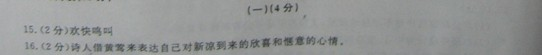 (一)(4分)
15.(2分)欢快鸣叫
16.(2分)诗人借黄莺来表达自己对新凉到来的欣喜和惬意的心情。